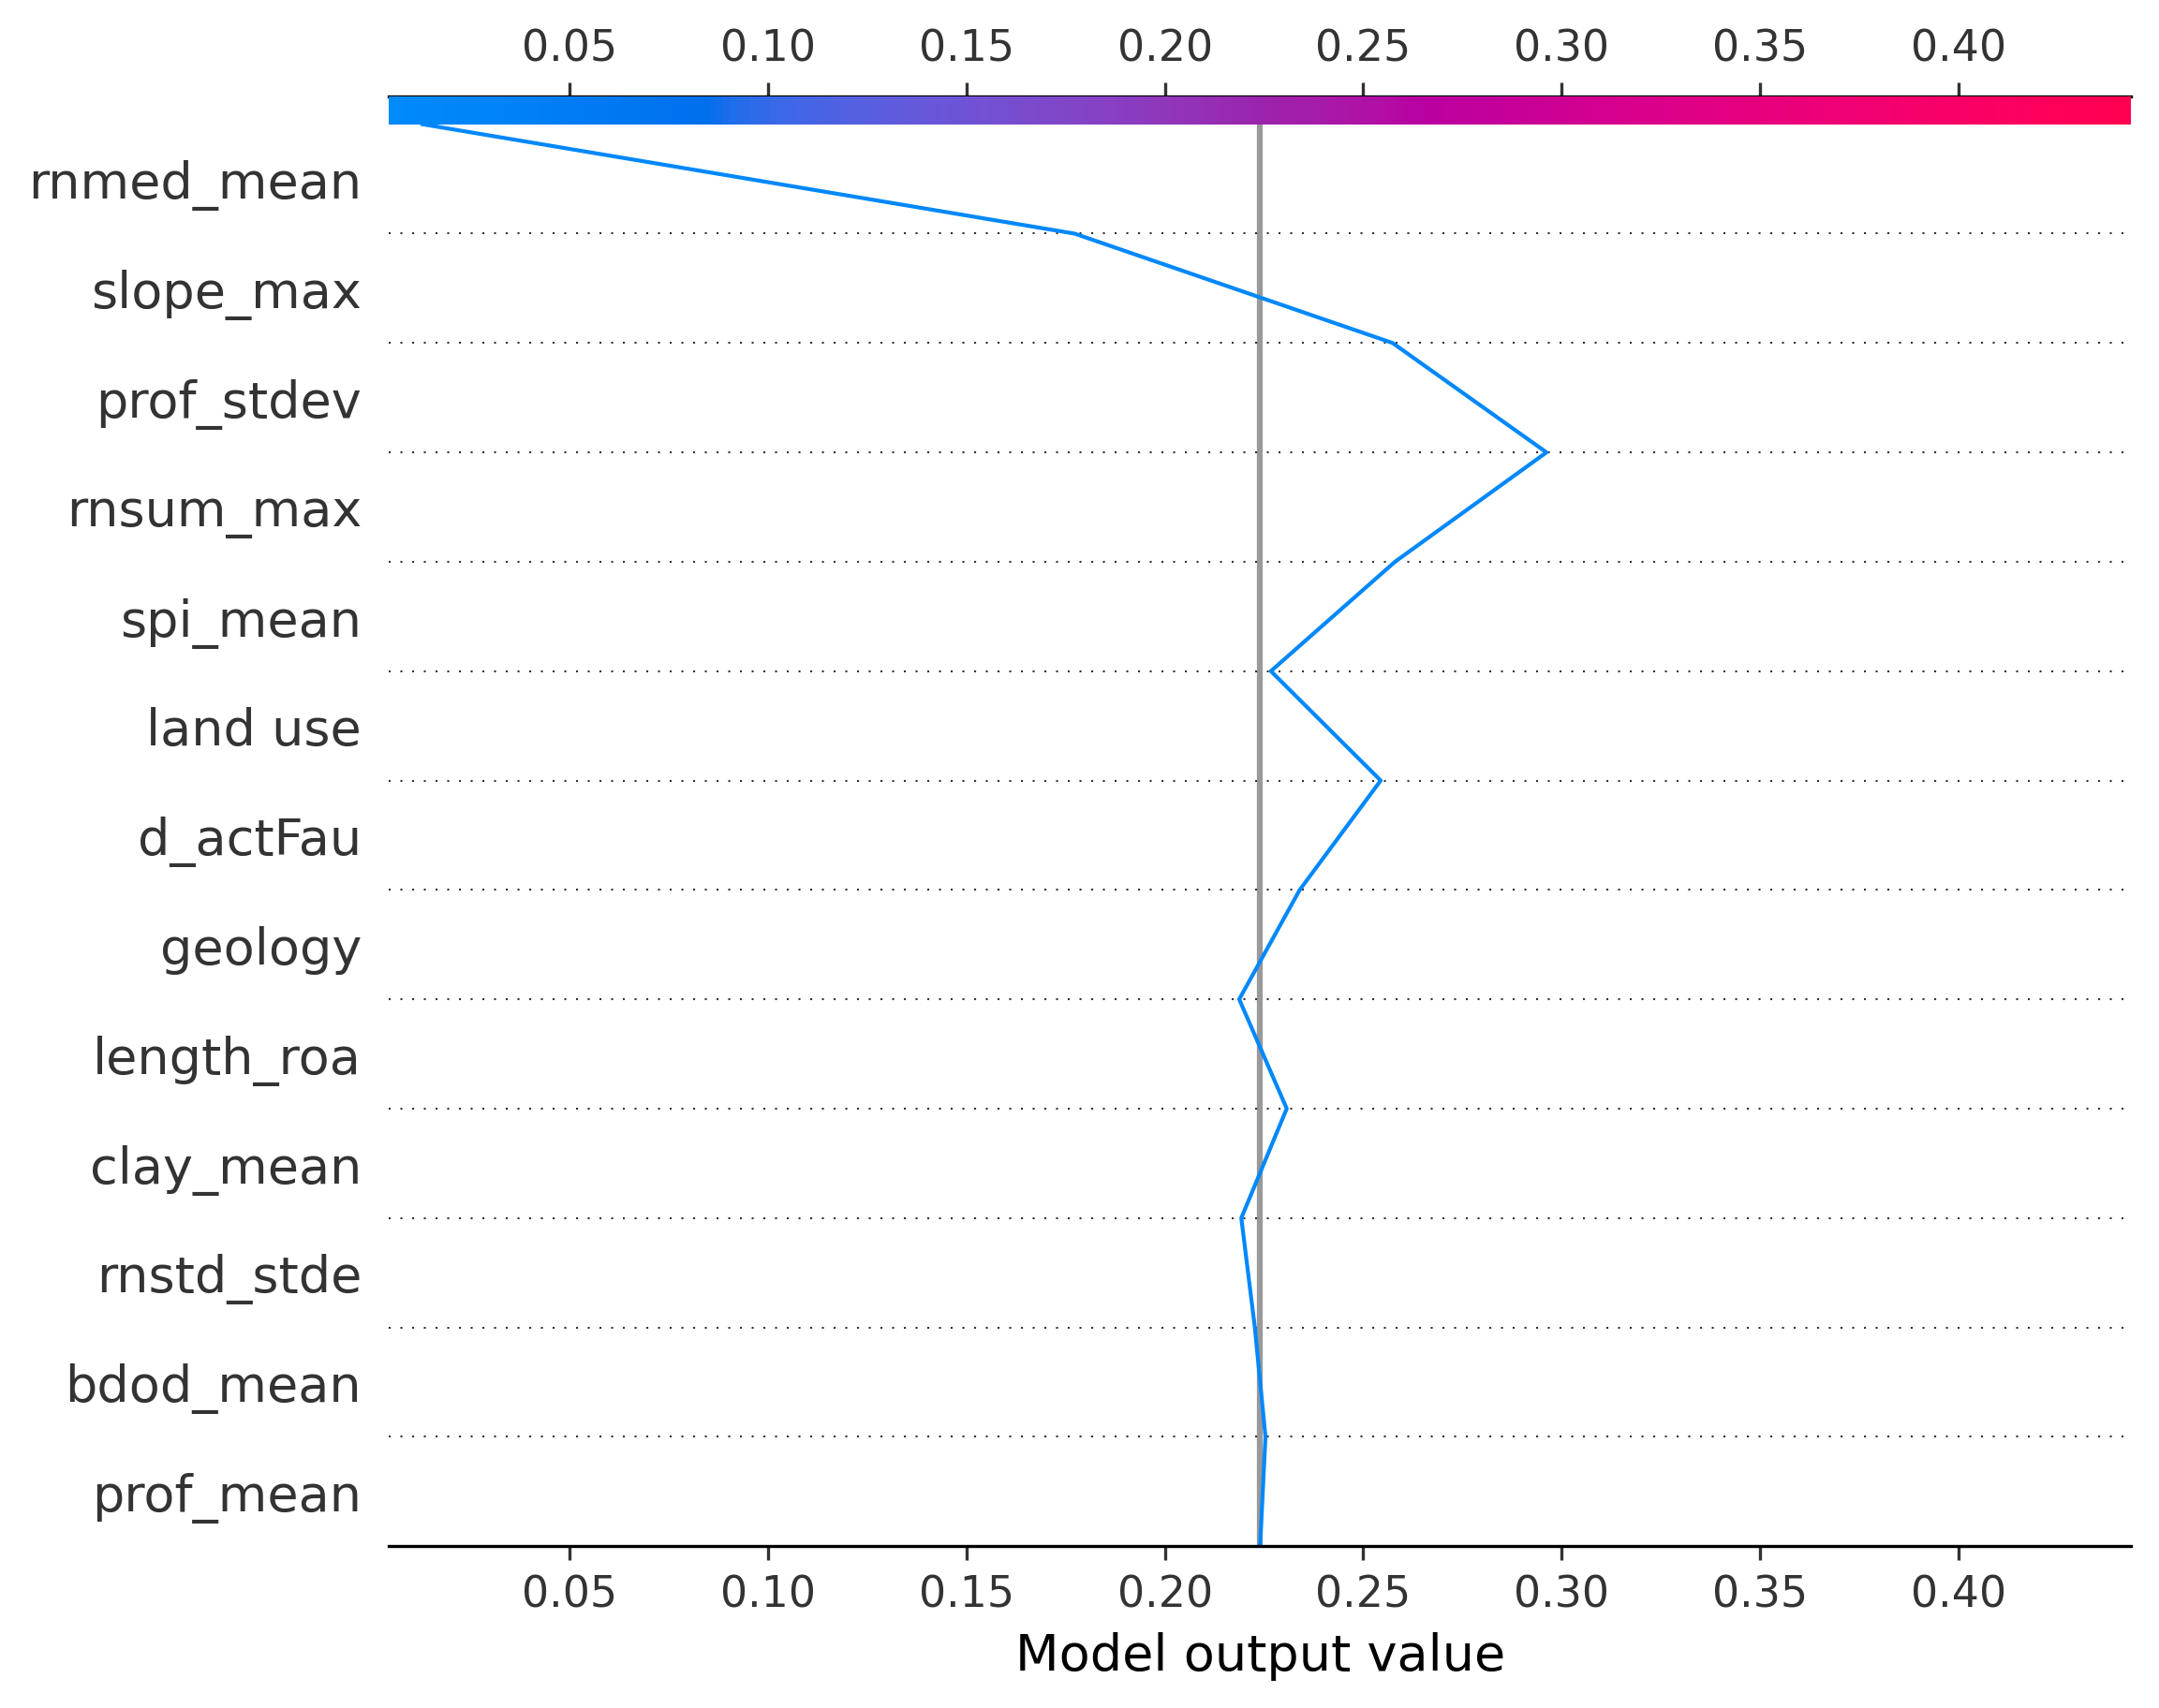 0.05 0.10 0.15 0.20 0.25 0.30 0.35 0.40
rnmed_mean
slope_max
prof_stdev
rnsum_max
spi_mean
land use
d_actFau
geology
length_roa
clay_mean
rnstd_stde
bdod_mean
prof_mean
0.05 0.10 0.15 0.20 0.25 0.30 0.35 0.40
Model output value